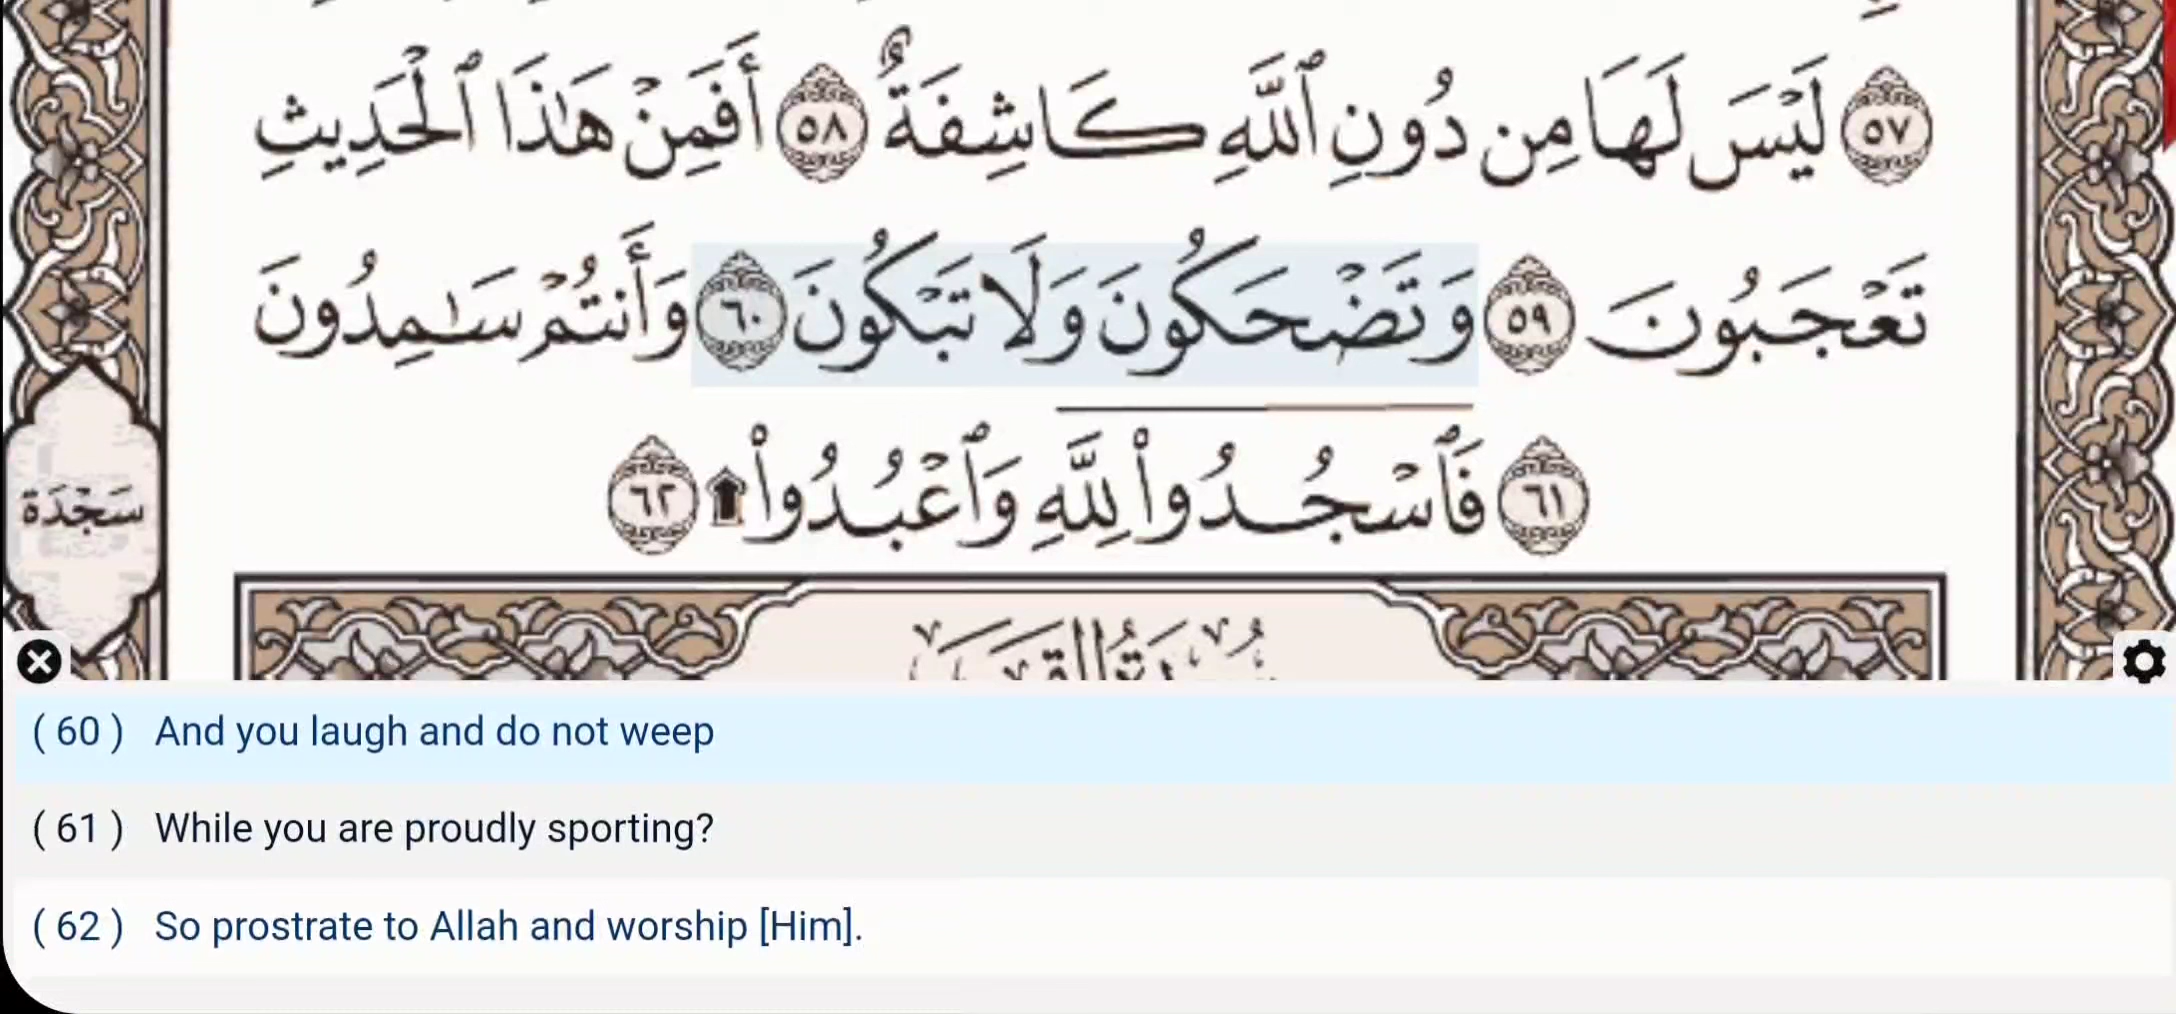 ٥٧ لَيْسَ لَهَا مِن دُونِ ٱللَّهِ كَاشِفَةٌ ۝٥٨ أَفَمِنْ هَٰذَا ٱلْحَدِيثِ
تَعْجَبُونَ ٥٩ وَتَضْحَكُونَ وَلَا تَبْكُونَ ٦٠ وَأَنتُمْ سَٰمِدُونَ
٦١ فَٱسْجُدُوا۟ لِلَّهِ وَٱعْبُدُوا۟ ٦٢
سَجْدَة
( 60 ) And you laugh and do not weep
( 61 ) While you are proudly sporting?
( 62 ) So prostrate to Allah and worship [Him].